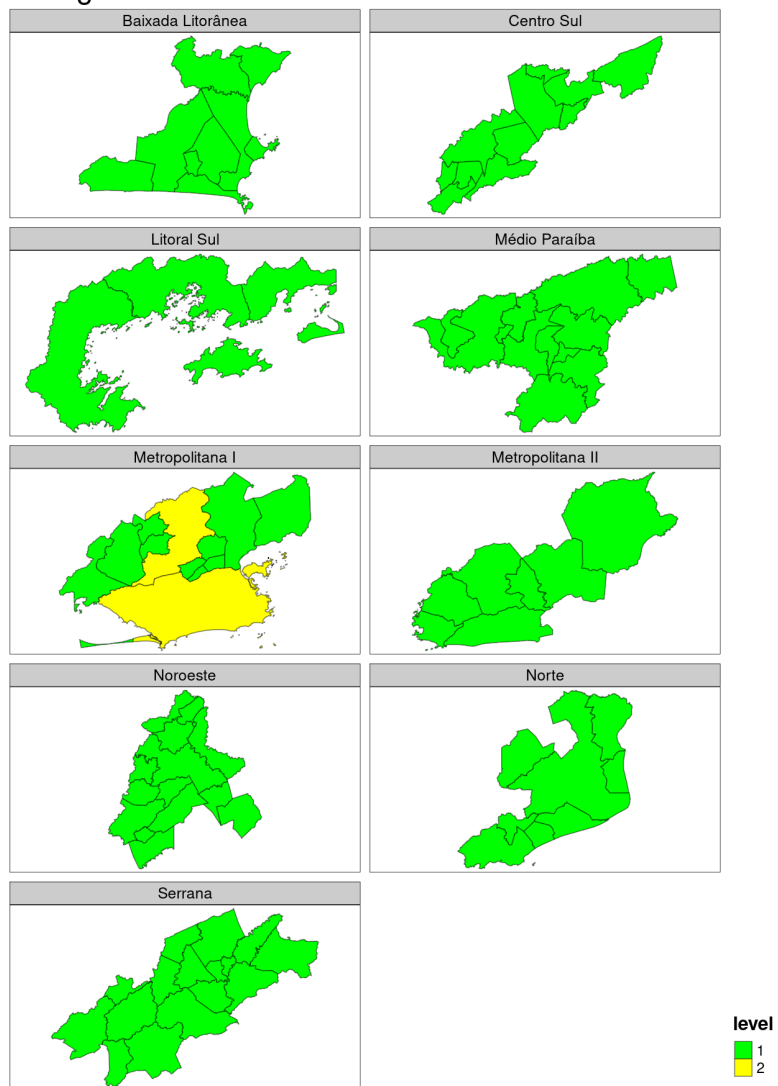 Baixada Litorânea
Centro Sul
Litoral Sul
Médio Paraíba
Metropolitana I
Metropolitana II
Noroeste
Norte
Serrana
level
1
2